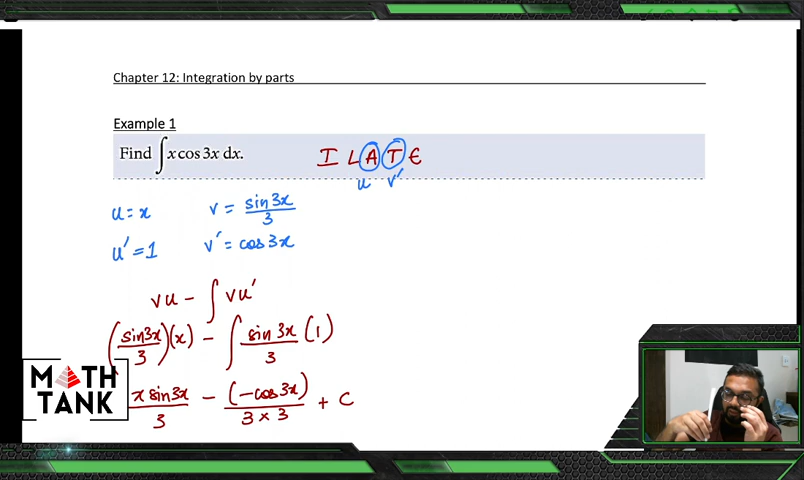 Chapter 12: Integration by parts
Example 1
Find ∫ x cos 3x dx.
I L A T E
u v'
u = x v = sin 3x / 3
u' = 1 v' = cos 3x
vu - ∫ vu'
(sin 3x / 3)(x) - ∫ sin 3x / 3 (1)
x sin 3x / 3 - (-cos 3x) / 3 × 3 + C
MATH
TANK